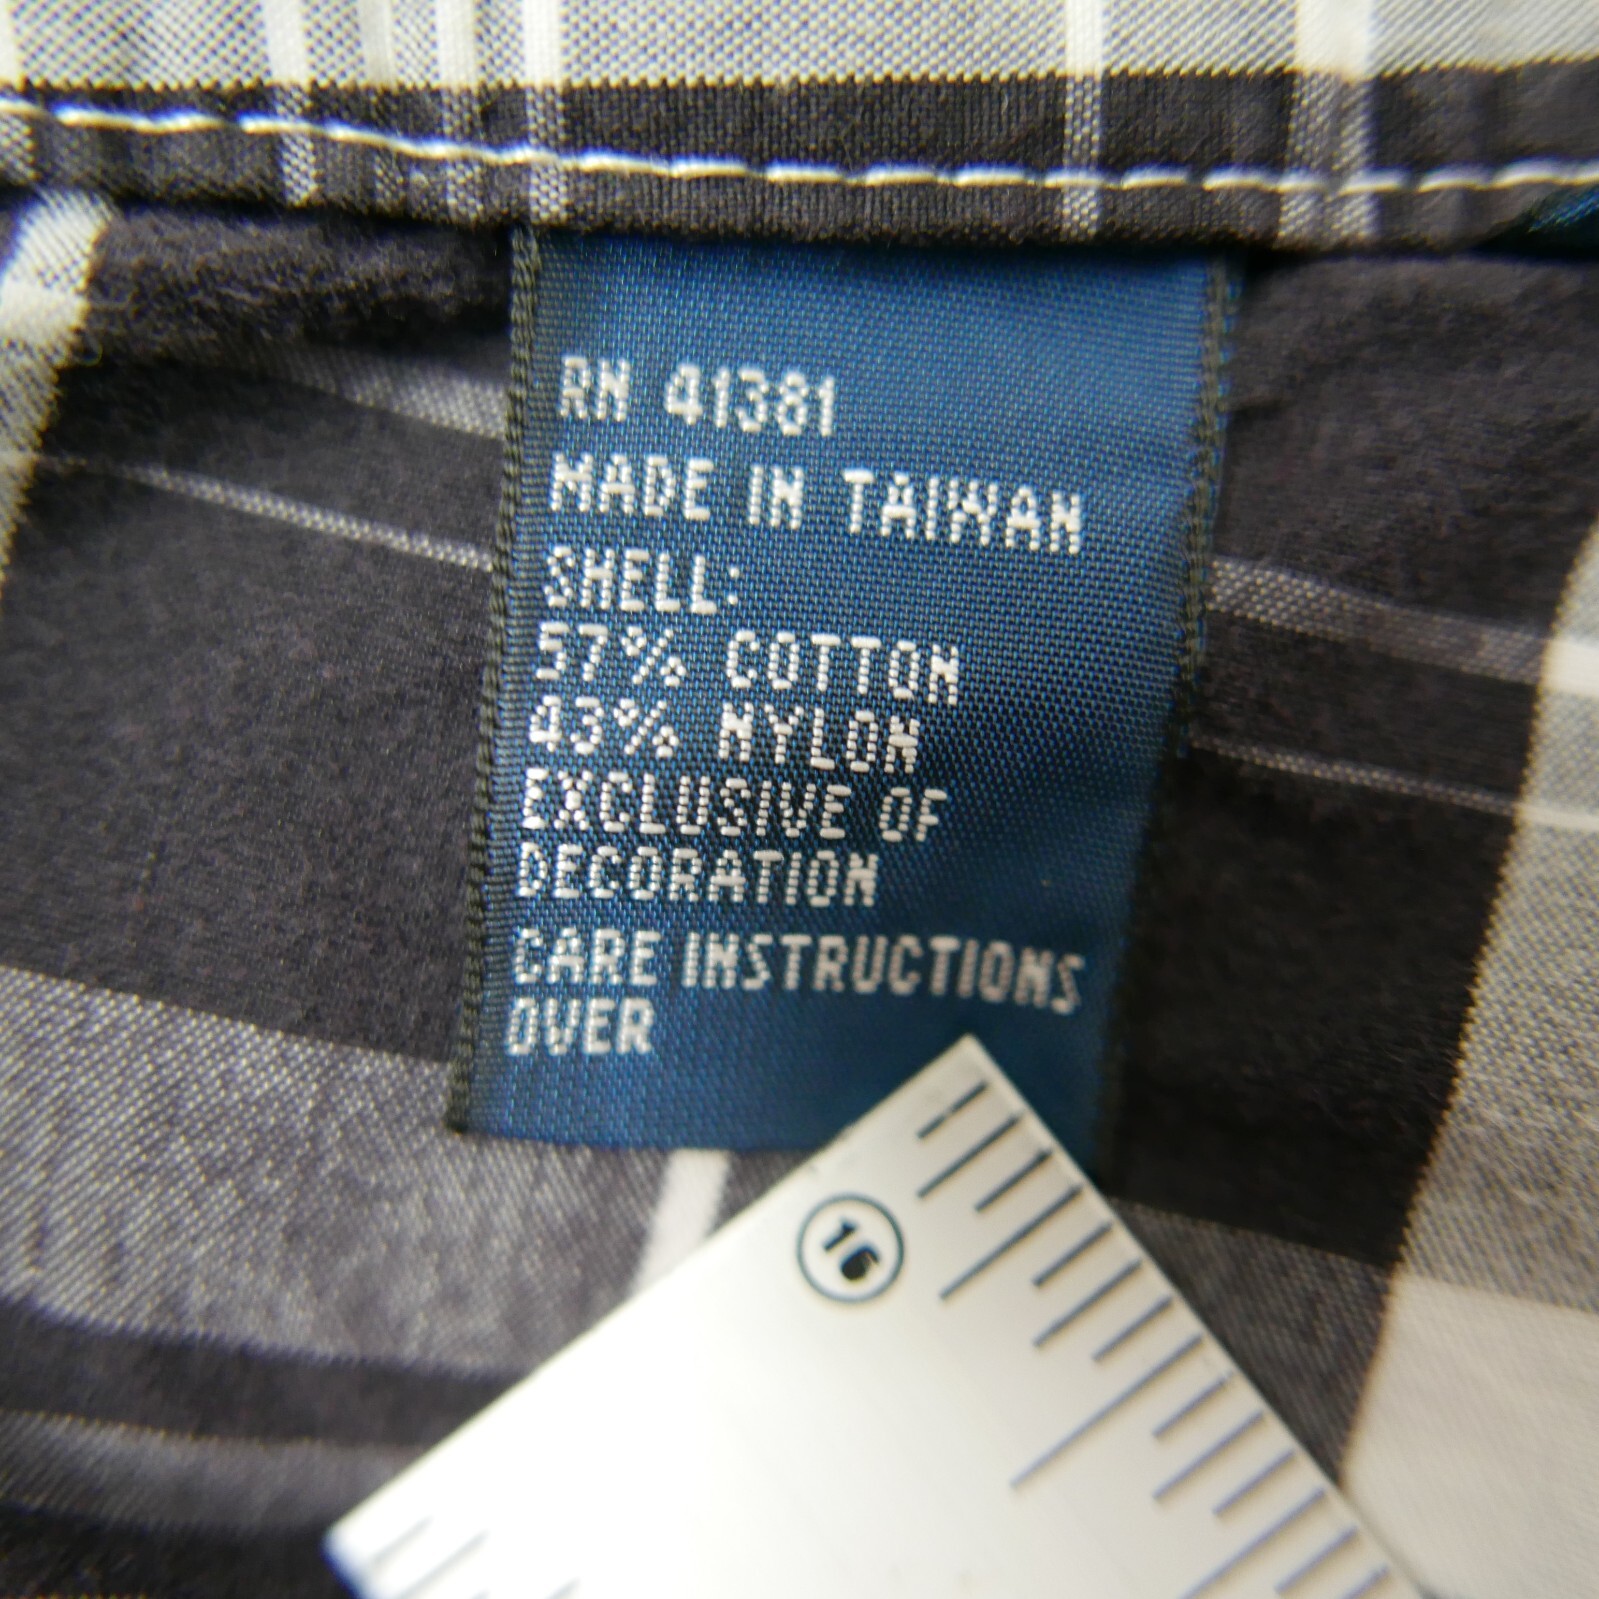 RN 41381
MADE IN TAIWAN
SHELL:
57% COTTON
43% NYLON
EXCLUSIVE OF
DECORATION
CARE INSTRUCTIONS
OVER
16